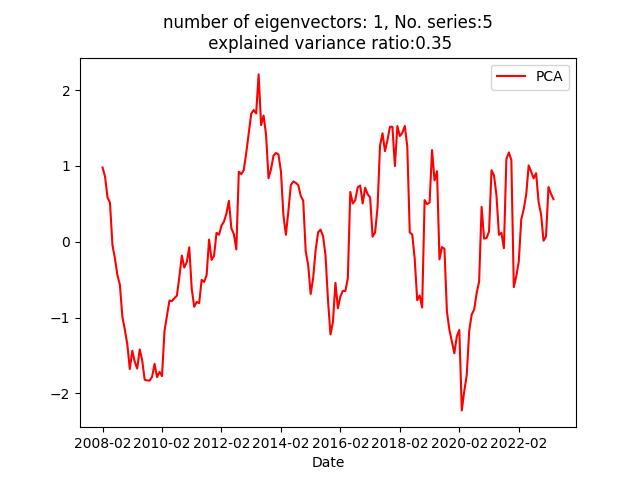 number of eigenvectors: 1, No. series:5
explained variance ratio:0.35
PCA
2
1
0
−1
−2
2008-02 2010-02 2012-02 2014-02 2016-02 2018-02 2020-02 2022-02
Date